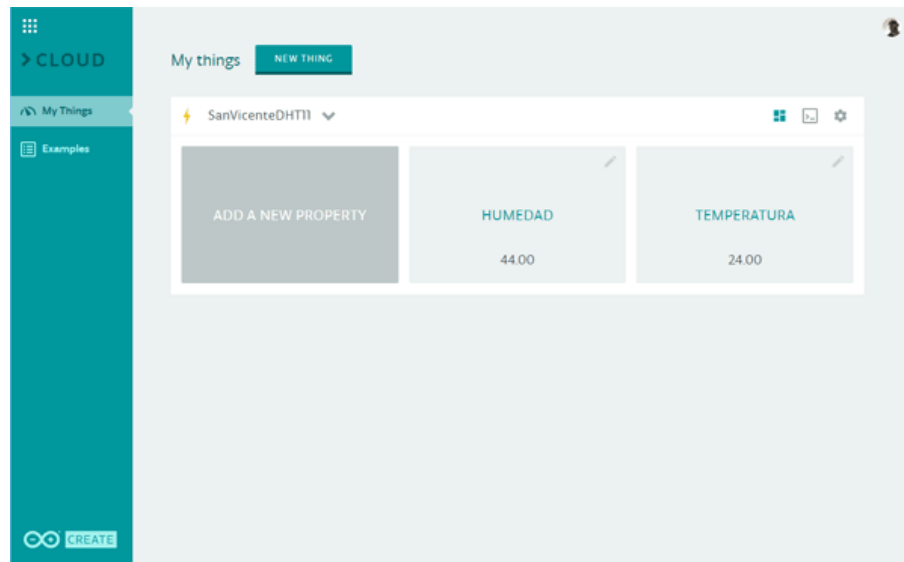 CLOUD
My Things
Examples
CREATE
My things
NEW THING
SanVicenteDHT11
ADD A NEW PROPERTY
HUMEDAD
44.00
TEMPERATURA
24.00